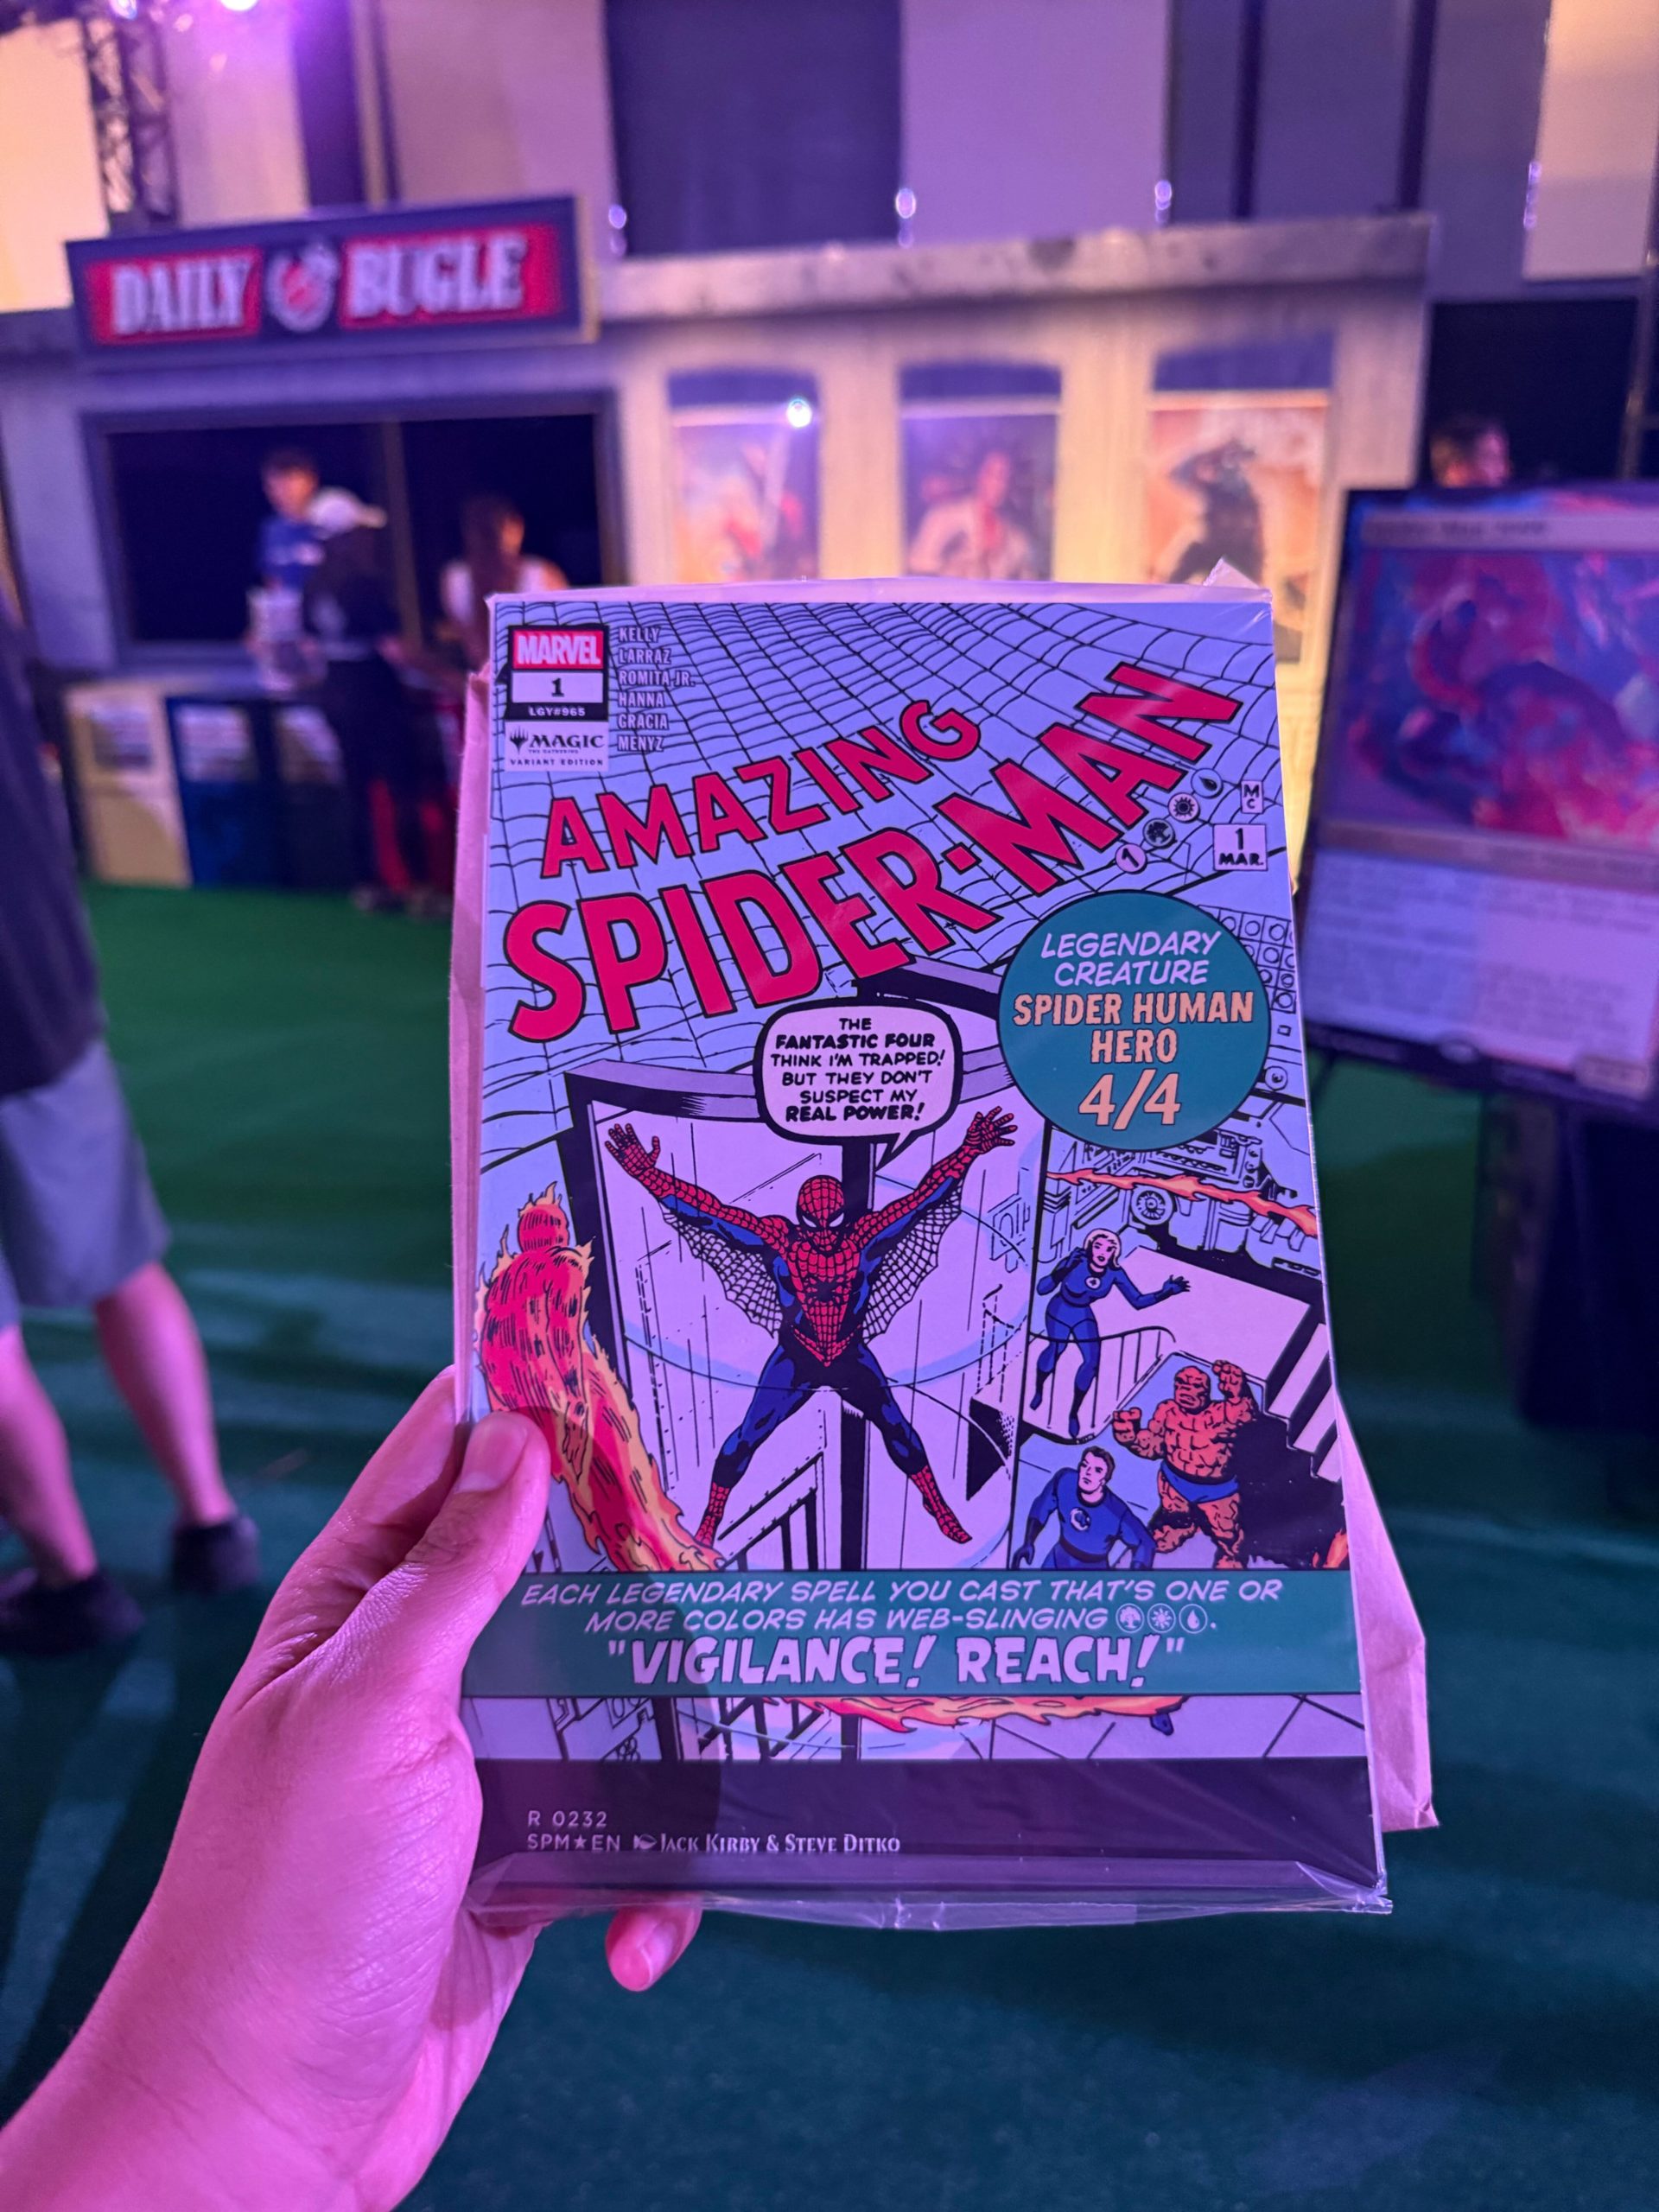 DAILY BUGLE
MARVEL
1
LGY#965
MAGIC
THE GATHERING
VARIANT EDITION
KELLY
LARRAZ
ROMITA JR.
HANNA
GRACIA
MENYZ
AMAZING
SPIDER-MAN
1
M
C
1
MAR.
LEGENDARY
CREATURE
SPIDER HUMAN
HERO
4/4
THE
FANTASTIC FOUR
THINK I'M TRAPPED!
BUT THEY DON'T
SUSPECT MY
REAL POWER!
EACH LEGENDARY SPELL YOU CAST THAT'S ONE OR
MORE COLORS HAS WEB-SLINGING .
"VIGILANCE! REACH!"
R 0232
SPM★EN JACK KIRBY & STEVE DITKO